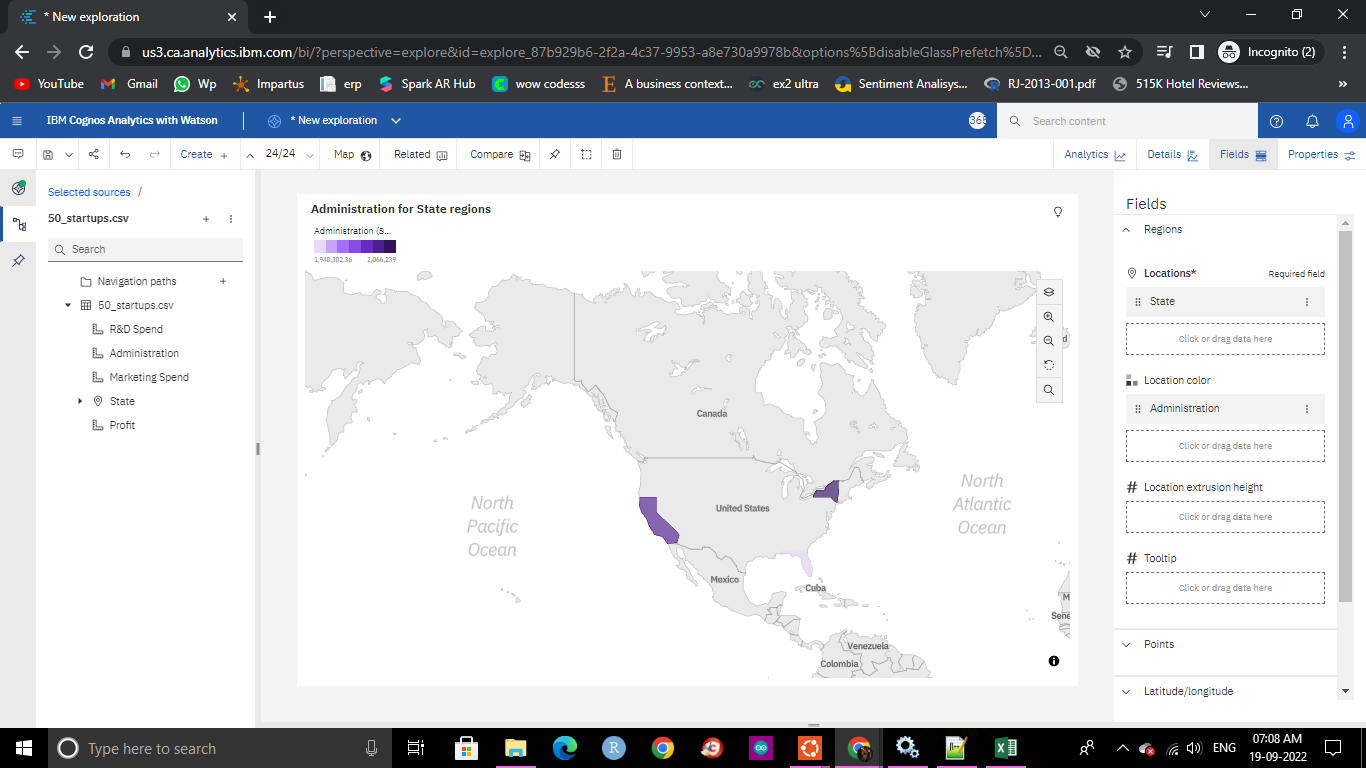 * New exploration
us3.ca.analytics.ibm.com/bi/?perspective=explore&id=explore_87b929b6-2f2a-4c37-9953-a8e730a9978b&options%5BdisableGlassPrefetch%5D...
Incognito (2)
YouTube
Gmail
Wp
Impartus
erp
Spark AR Hub
wow codesss
A business context...
ex2 ultra
Sentiment Analisys...
RJ-2013-001.pdf
515K Hotel Reviews...
»
IBM Cognos Analytics with Watson
* New exploration
365
Search content
Create +
24/24
Map
Related
Compare
Analytics
Details
Fields
Properties
Selected sources /
50_startups.csv
Search
Navigation paths
50_startups.csv
R&D Spend
Administration
Marketing Spend
State
Profit
Administration for State regions
Administration (S...
1,948,302.36 2,066,239
Canada
United States
Mexico
Cuba
Venezuela
Colombia
North
Pacific
Ocean
North
Atlantic
Ocean
d
M
Sene
Fields
Regions
Locations* Required field
State
Click or drag data here
Location color
Administration
Click or drag data here
# Location extrusion height
Click or drag data here
# Tooltip
Click or drag data here
Points
Latitude/longitude
Type here to search
R
ENG
07:08 AM
19-09-2022